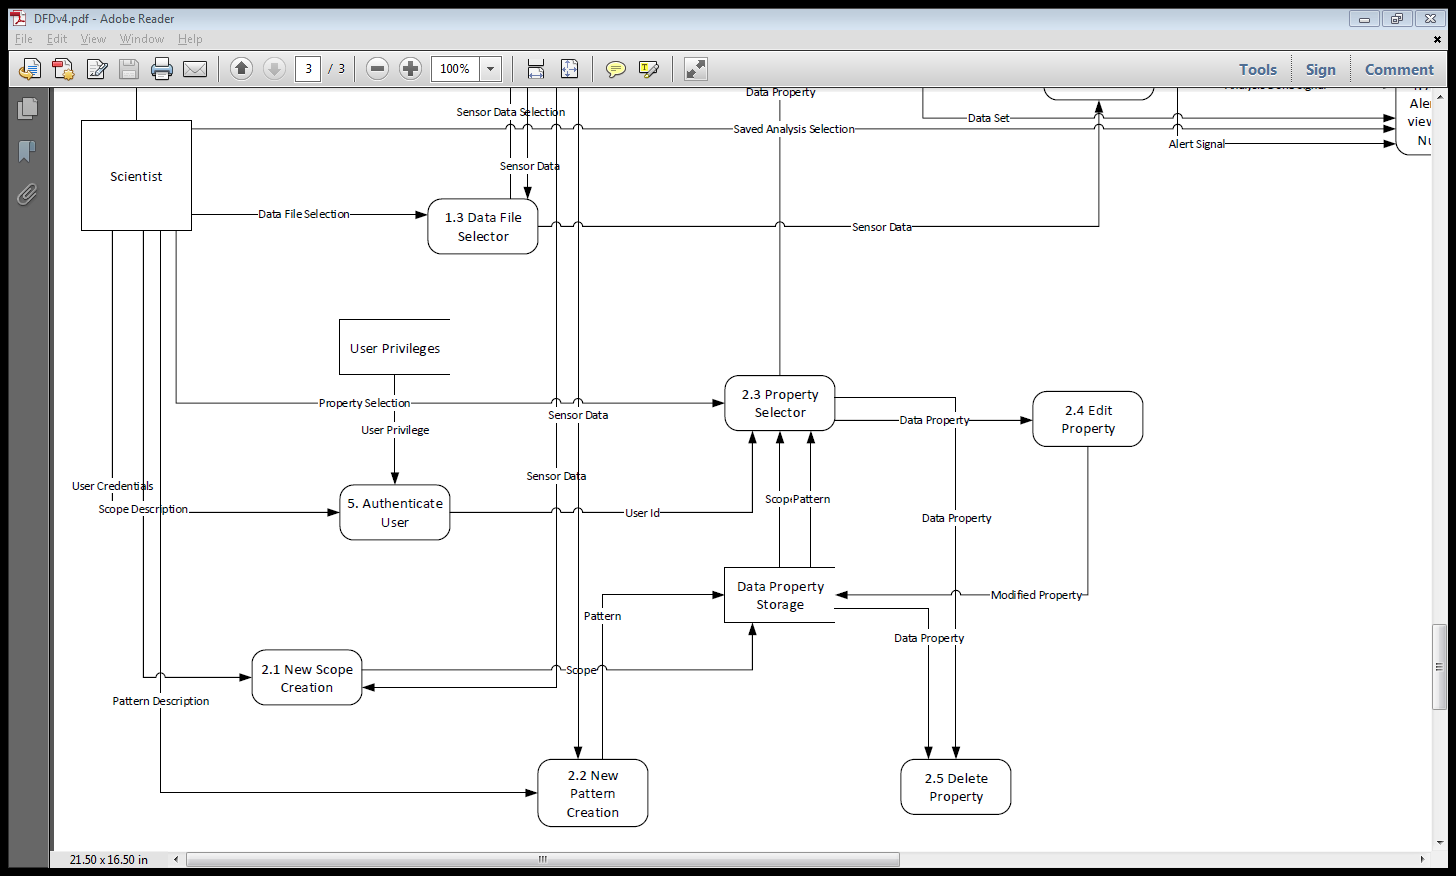 DFDv4.pdf - Adobe Reader
File Edit View Window Help
3 / 3 100% Tools Sign Comment
Data Property
Sensor Data Selection
Data Set
Saved Analysis Selection
Alert Signal
Sensor Data
Scientist
Data File Selection
1.3 Data File
Selector
Sensor Data
User Privileges
Property Selection
User Privilege
Sensor Data
2.3 Property
Selector
Data Property
2.4 Edit
Property
Sensor Data
User Credentials
Scope Description
5. Authenticate
User
User Id
Pattern
Data Property
Data Property
Storage
Modified Property
Pattern
Data Property
2.1 New Scope
Creation
Scope
Pattern Description
2.2 New
Pattern
Creation
2.5 Delete
Property
21.50 x 16.50 in